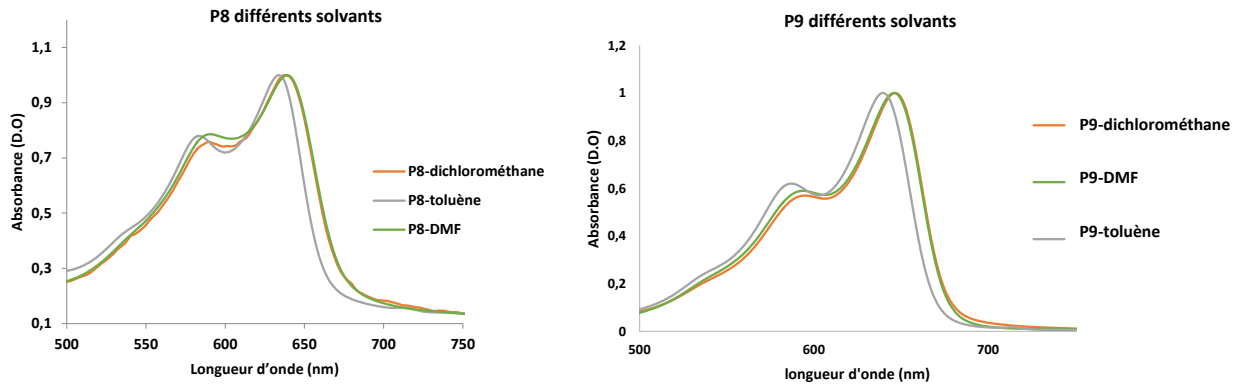 P8 différents solvants
1,1
0,9
0,7
0,5
0,3
0,1
Absorbance (D.O)
500
550
600
650
700
750
Longueur d’onde (nm)
P8-dichlorométhane
P8-toluène
P8-DMF
P9 différents solvants
1,2
1
0,8
0,6
0,4
0,2
0
Absorbance (D.O)
500
600
700
longueur d'onde (nm)
P9-dichlorométhane
P9-DMF
P9-toluène